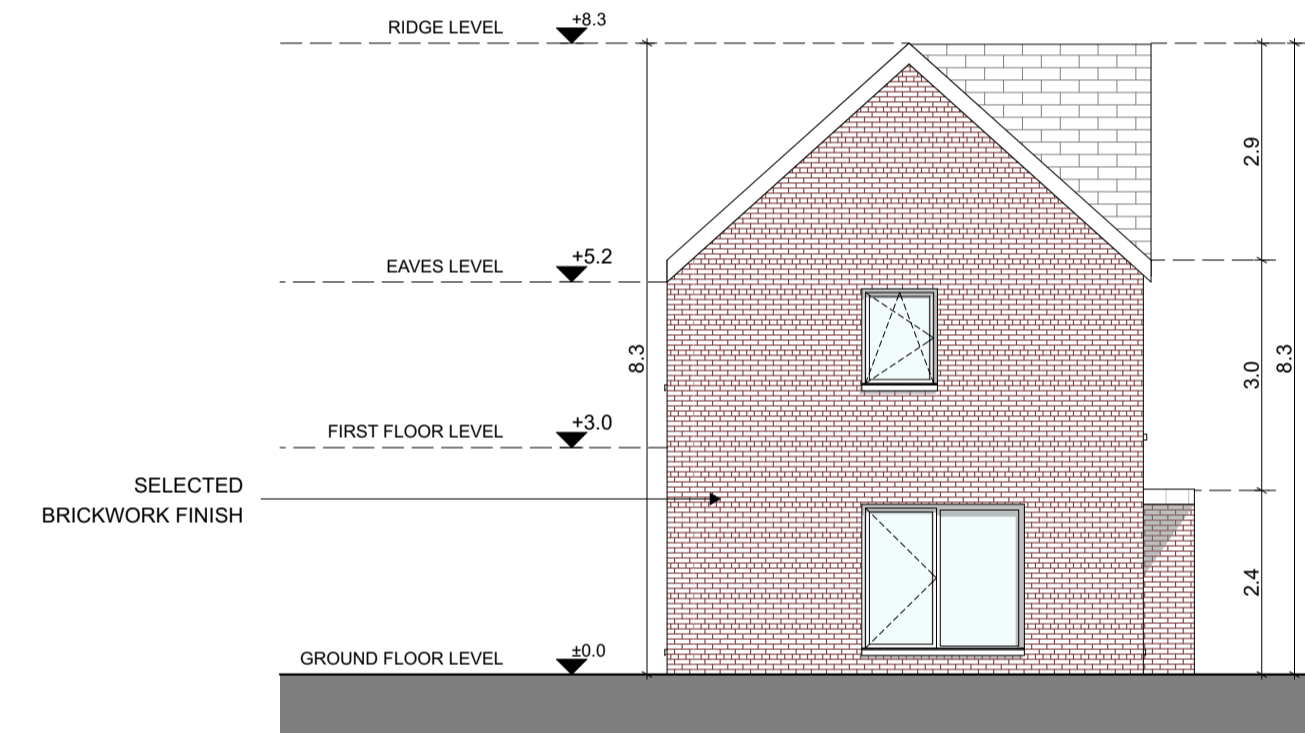 RIDGE LEVEL +8.3
2.9
EAVES LEVEL +5.2
8.3
3.0
8.3
FIRST FLOOR LEVEL +3.0
SELECTED
BRICKWORK FINISH
2.4
GROUND FLOOR LEVEL ±0.0